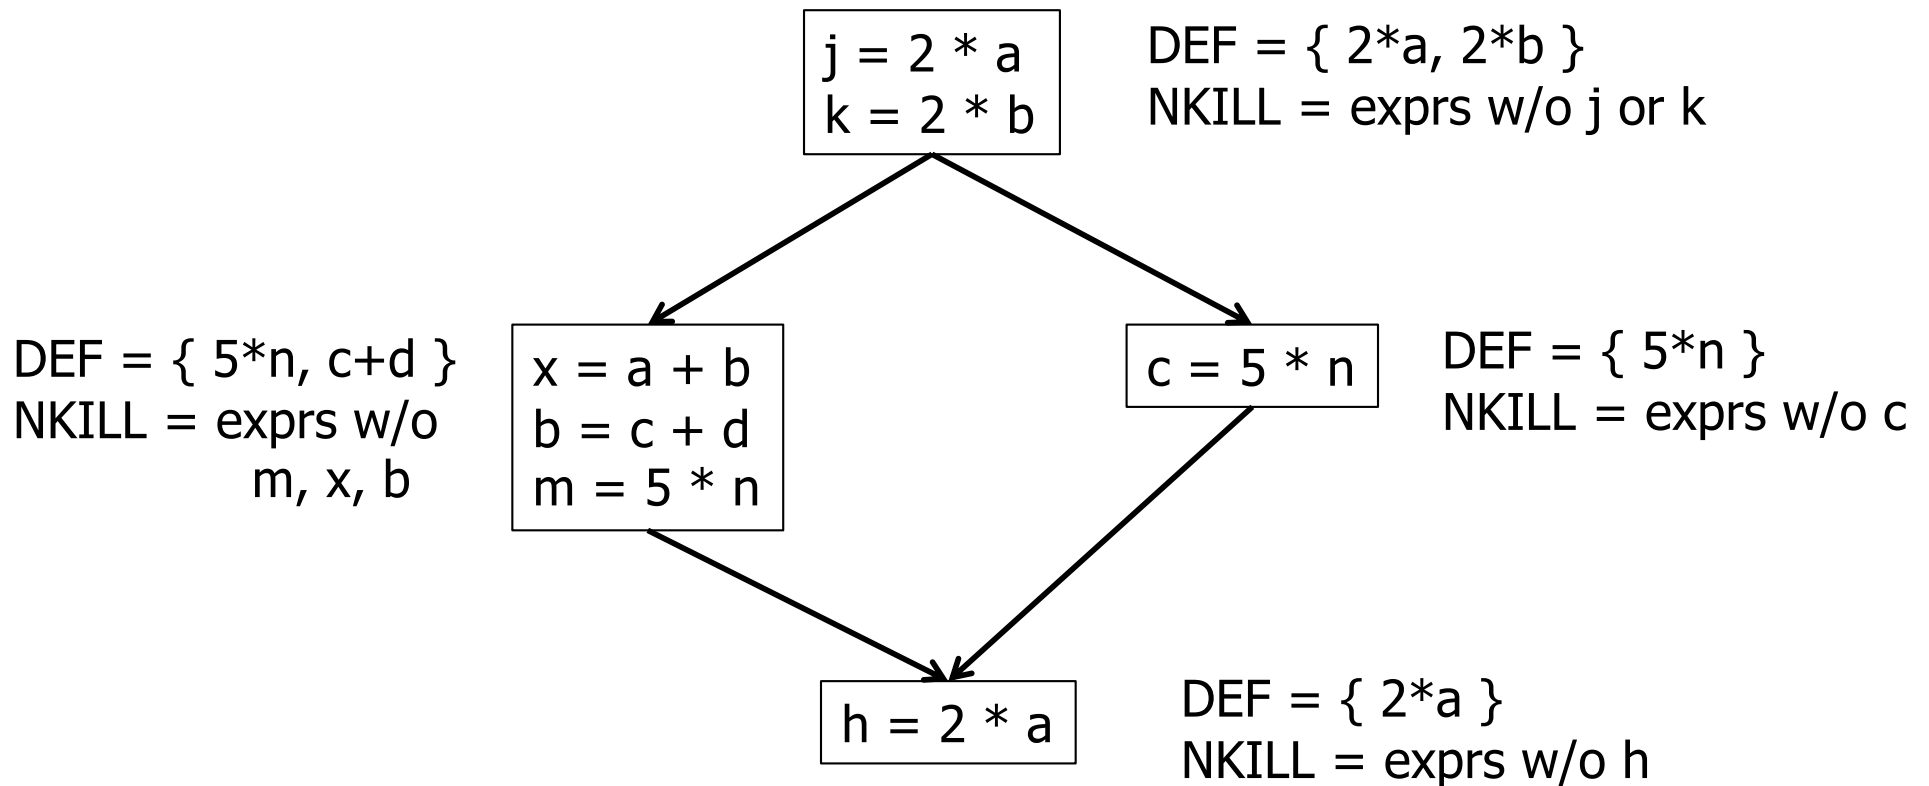 j = 2 * a
k = 2 * b
DEF = { 2*a, 2*b }
NKILL = exprs w/o j or k
DEF = { 5*n, c+d }
NKILL = exprs w/o
m, x, b
x = a + b
b = c + d
m = 5 * n
c = 5 * n
DEF = { 5*n }
NKILL = exprs w/o c
h = 2 * a
DEF = { 2*a }
NKILL = exprs w/o h